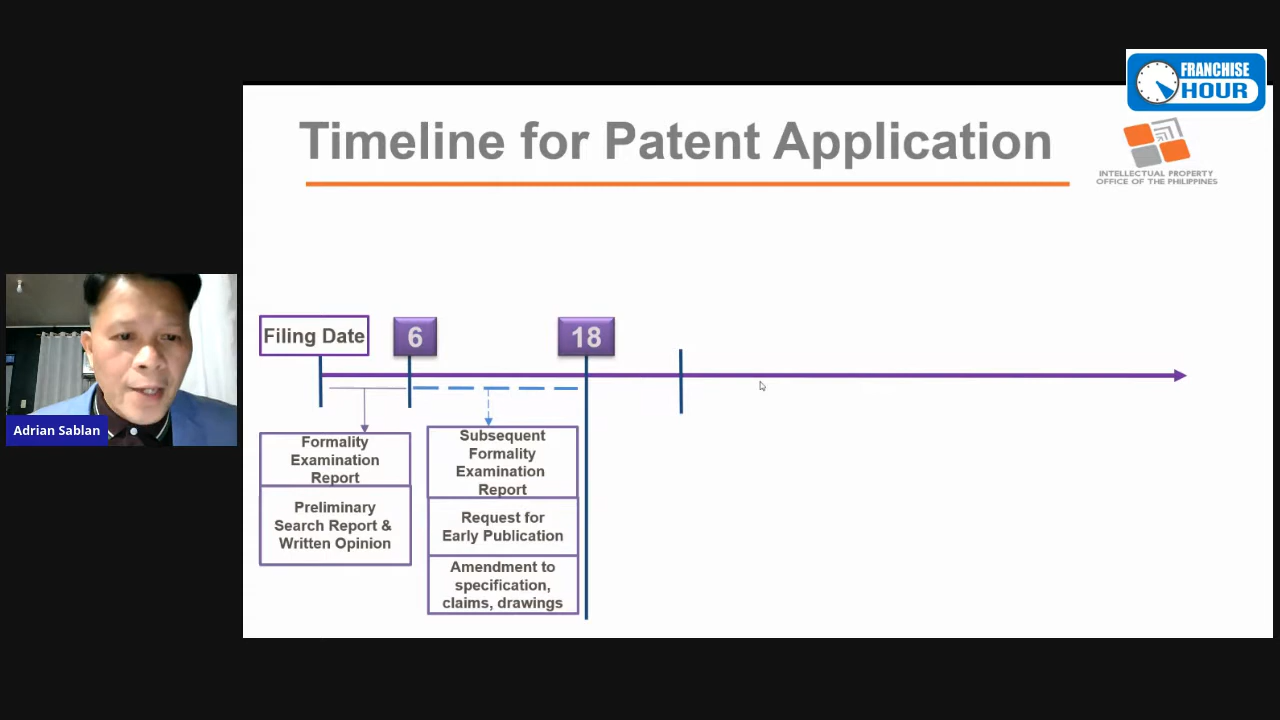 FRANCHISE
HOUR
Timeline for Patent Application
INTELLECTUAL PROPERTY
OFFICE OF THE PHILIPPINES
Filing Date
6
18
Adrian Sablan
Formality
Examination
Report
Preliminary
Search Report &
Written Opinion
Subsequent
Formality
Examination
Report
Request for
Early Publication
Amendment to
specification,
claims, drawings